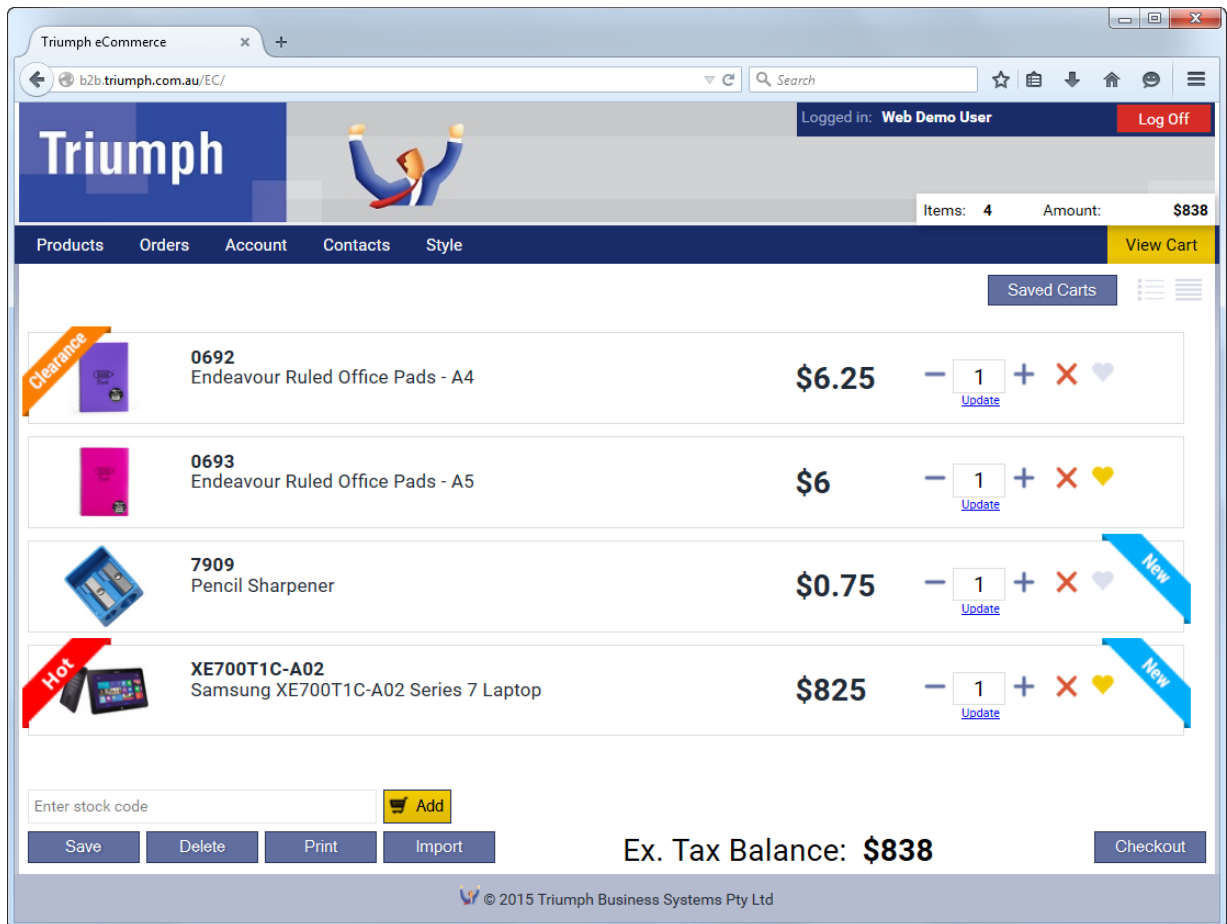 Triumph eCommerce
b2b.triumph.com.au/EC/
Search
Logged in: Web Demo User
Log Off
Triumph
Items: 4 Amount: $838
Products Orders Account Contacts Style View Cart
Saved Carts
Clearance
0692
Endeavour Ruled Office Pads - A4
$6.25
1
Update
0693
Endeavour Ruled Office Pads - A5
$6
1
Update
7909
Pencil Sharpener
$0.75
1
Update
New
Hot
XE700T1C-A02
Samsung XE700T1C-A02 Series 7 Laptop
$825
1
Update
New
Enter stock code
Add
Save Delete Print Import Ex. Tax Balance: $838 Checkout
© 2015 Triumph Business Systems Pty Ltd